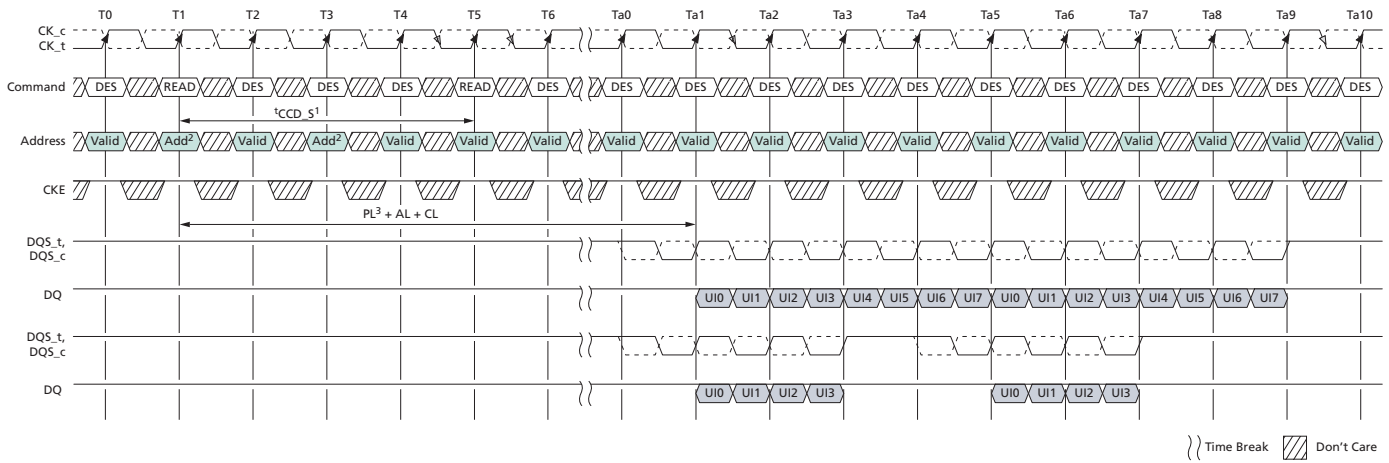 T0 T1 T2 T3 T4 T5 T6 Ta0 Ta1 Ta2 Ta3 Ta4 Ta5 Ta6 Ta7 Ta8 Ta9 Ta10
CK_c
CK_t
Command DES READ DES DES DES READ DES DES DES DES DES DES DES DES DES DES DES DES
tCCD_S1
Address Valid Add2 Valid Add2 Valid Valid Valid Valid Valid Valid Valid Valid Valid Valid Valid Valid Valid Valid
CKE
PL3 + AL + CL
DQS_t,
DQS_c
DQ UI0 UI1 UI2 UI3 UI4 UI5 UI6 UI7 UI0 UI1 UI2 UI3 UI4 UI5 UI6 UI7
DQS_t,
DQS_c
DQ UI0 UI1 UI2 UI3 UI0 UI1 UI2 UI3
Time Break Don't Care